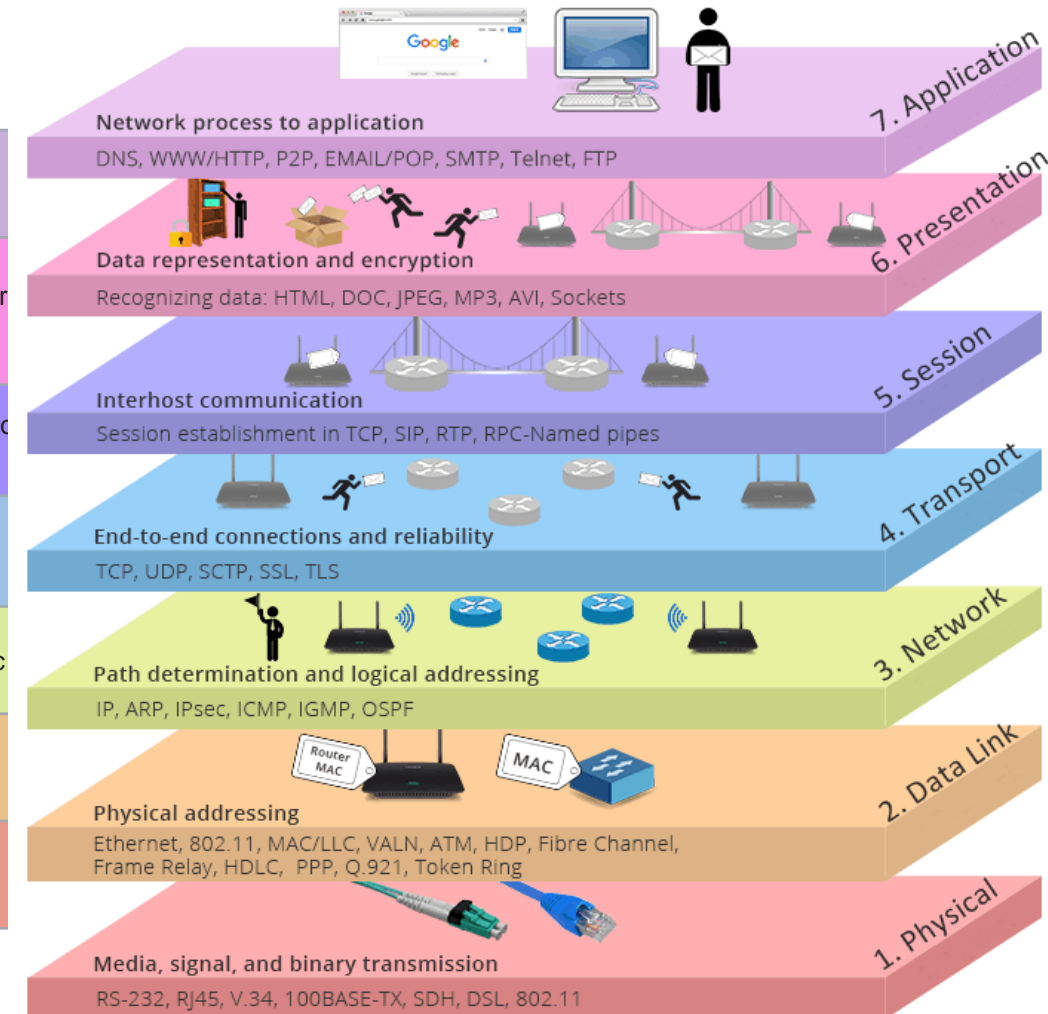 Google
7. Application
Network process to application
DNS, WWW/HTTP, P2P, EMAIL/POP, SMTP, Telnet, FTP
6. Presentation
Data representation and encryption
Recognizing data: HTML, DOC, JPEG, MP3, AVI, Sockets
5. Session
Interhost communication
Session establishment in TCP, SIP, RTP, RPC-Named pipes
4. Transport
End-to-end connections and reliability
TCP, UDP, SCTP, SSL, TLS
3. Network
Path determination and logical addressing
IP, ARP, IPsec, ICMP, IGMP, OSPF
Router
MAC
MAC
2. Data Link
Physical addressing
Ethernet, 802.11, MAC/LLC, VALN, ATM, HDP, Fibre Channel,
Frame Relay, HDLC, PPP, Q.921, Token Ring
1. Physical
Media, signal, and binary transmission
RS-232, RJ45, V.34, 100BASE-TX, SDH, DSL, 802.11